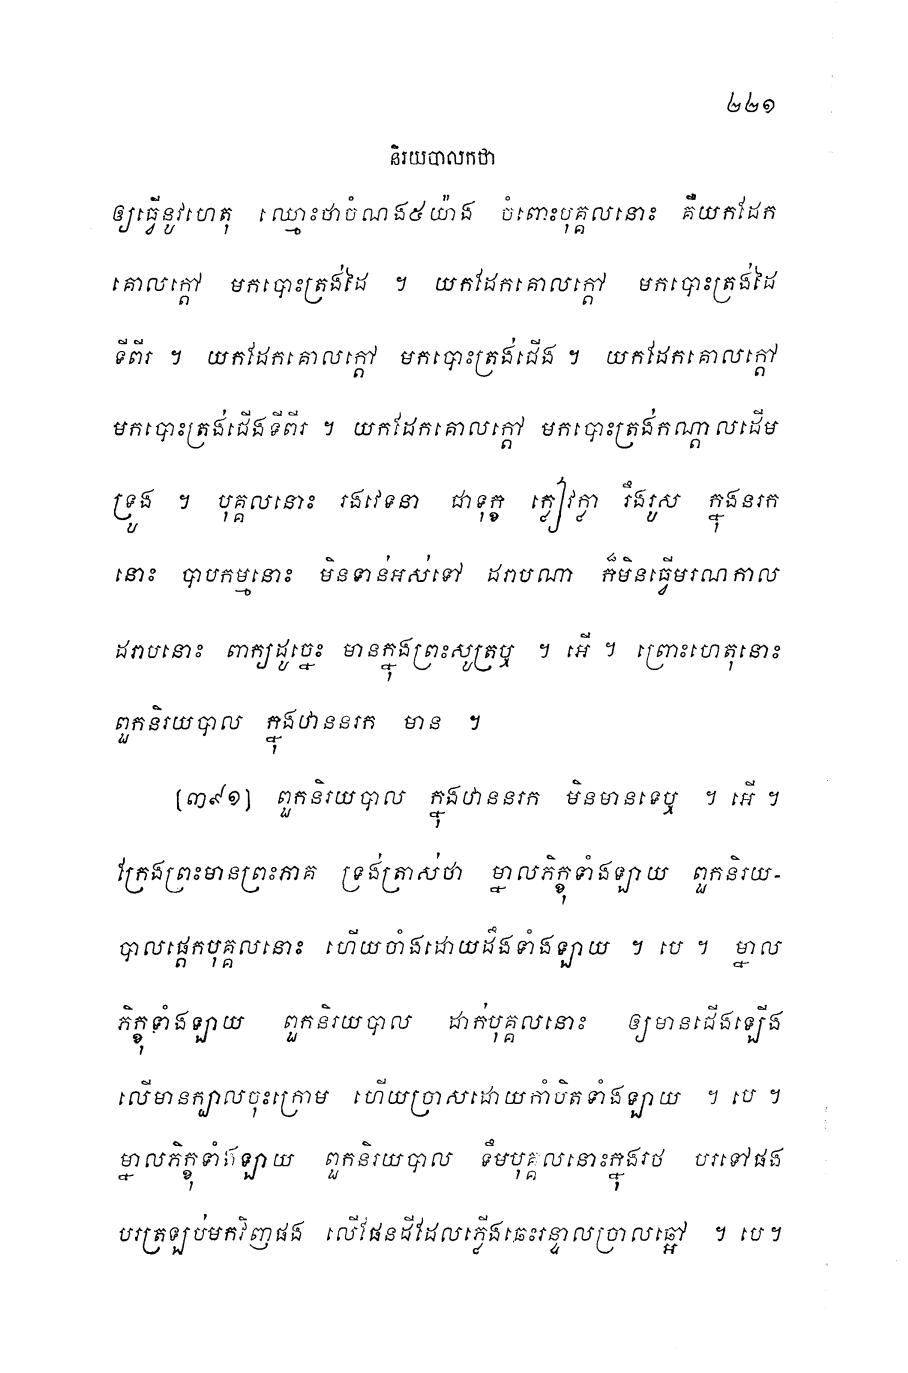 ២២១
និរយបាលកថា
ឲ្យធ្វើនូវហេតុ ឈ្មោះថាចំណង៥យ៉ាង ចំពោះបុគ្គលនោះ គឺយកដែក
គោលក្តៅ មកបោះត្រង់ដៃ ។ យកដែកគោលក្តៅ មកបោះត្រង់ដៃ
ទីពីរ ។ យកដែកគោលក្តៅ មកបោះត្រង់ជើង ។ យកដែកគោលក្តៅ
មកបោះត្រង់ជើងទីពីរ ។ យកដែកគោលក្តៅ មកបោះត្រង់កណ្តាលដើម
ទ្រូង ។ បុគ្គលនោះ រងវេទនា ជាទុក្ខ ក្លៀវក្លា រឹងរូស ក្នុងនរក
នោះ បាបកម្មនោះ មិនទាន់អស់ទៅ ដរាបណា ក៏មិនធ្វើមរណកាល
ដរាបនោះ ពាក្យដូច្នេះ មានក្នុងព្រះសូត្រឬ ។ អើ ។ ព្រោះហេតុនោះ
ពួកនិរយបាល ក្នុងឋាននរក មាន ។
[៣៩១] ពួកនិរយបាល ក្នុងឋាននរក មិនមានទេឬ ។ អើ ។
ក្រែងព្រះមានព្រះភាគ ទ្រង់ត្រាស់ថា ម្នាលភិក្ខុទាំងឡាយ ពួកនិរយ-
បាលផ្តេកបុគ្គលនោះ ហើយចាំងដោយដឹងទាំងឡាយ ។ បេ ។ ម្នាល
ភិក្ខុទាំងឡាយ ពួកនិរយបាល ដាក់បុគ្គលនោះ ឲ្យមានជើងឡើង
លើមានក្បាលចុះក្រោម ហើយច្រាសដោយកាំបិតទាំងឡាយ ។ បេ ។
ម្នាលភិក្ខុទាំងឡាយ ពួកនិរយបាល ទឹមបុគ្គលនោះក្នុងរថ បរទៅផង
បរត្រឡប់មកវិញផង លើផែនដីដែលភ្លើងឆេះរន្ទាលច្រាលឆ្អៅ ។ បេ ។